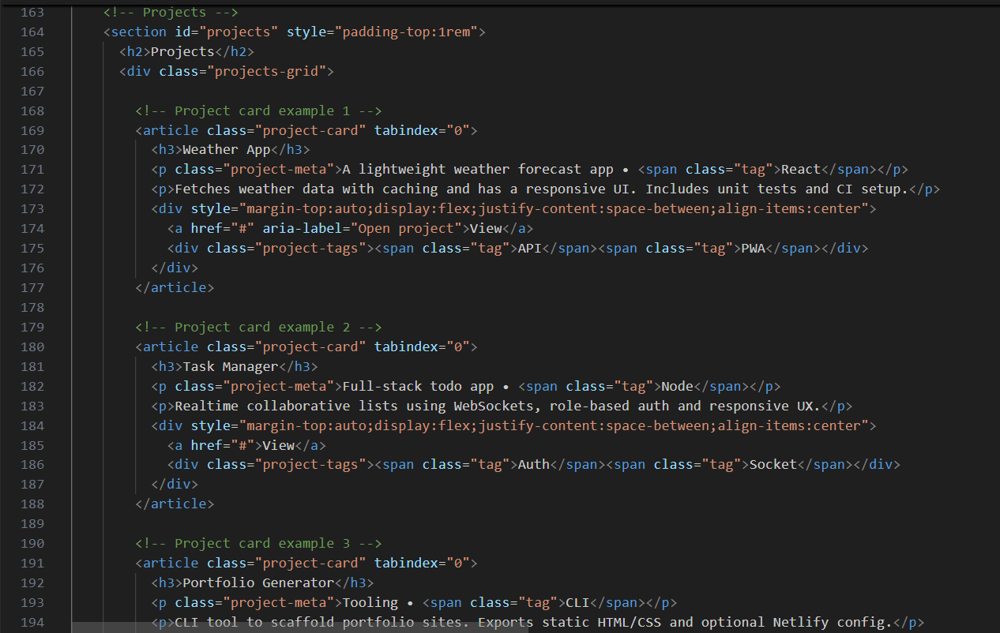 163 <!-- Projects -->
164 <section id="projects" style="padding-top:1rem">
165 <h2>Projects</h2>
166 <div class="projects-grid">
167
168 <!-- Project card example 1 -->
169 <article class="project-card" tabindex="0">
170 <h3>Weather App</h3>
171 <p class="project-meta">A lightweight weather forecast app • <span class="tag">React</span></p>
172 <p>Fetches weather data with caching and has a responsive UI. Includes unit tests and CI setup.</p>
173 <div style="margin-top:auto;display:flex;justify-content:space-between;align-items:center">
174 <a href="#" aria-label="Open project">View</a>
175 <div class="project-tags"><span class="tag">API</span><span class="tag">PWA</span></div>
176 </div>
177 </article>
178
179 <!-- Project card example 2 -->
180 <article class="project-card" tabindex="0">
181 <h3>Task Manager</h3>
182 <p class="project-meta">Full-stack todo app • <span class="tag">Node</span></p>
183 <p>Realtime collaborative lists using WebSockets, role-based auth and responsive UX.</p>
184 <div style="margin-top:auto;display:flex;justify-content:space-between;align-items:center">
185 <a href="#">View</a>
186 <div class="project-tags"><span class="tag">Auth</span><span class="tag">Socket</span></div>
187 </div>
188 </article>
189
190 <!-- Project card example 3 -->
191 <article class="project-card" tabindex="0">
192 <h3>Portfolio Generator</h3>
193 <p class="project-meta">Tooling • <span class="tag">CLI</span></p>
194 <p>CLI tool to scaffold portfolio sites. Exports static HTML/CSS and optional Netlify config.</p>